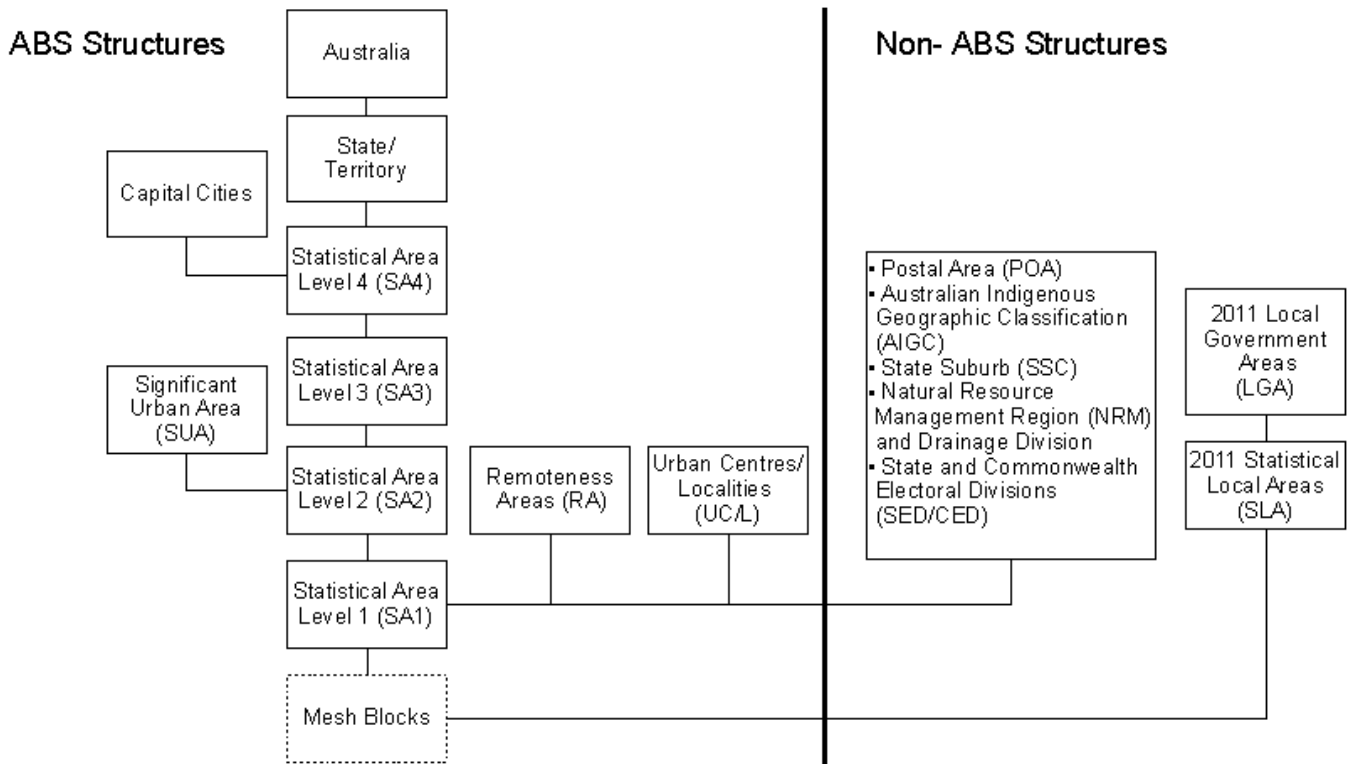 ABS Structures
Non- ABS Structures
Australia
State/
Territory
Capital Cities
Statistical Area
Level 4 (SA4)
Statistical Area
Level 3 (SA3)
Significant
Urban Area
(SUA)
Statistical Area
Level 2 (SA2)
Remoteness
Areas (RA)
Urban Centres/
Localities
(UC/L)
Statistical Area
Level 1 (SA1)
Mesh Blocks
▪ Postal Area (POA)
▪ Australian Indigenous
Geographic Classification
(AIGC)
▪ State Suburb (SSC)
▪ Natural Resource
Management Region (NRM)
and Drainage Division
▪ State and Commonwealth
Electoral Divisions
(SED/CED)
2011 Local
Government
Areas
(LGA)
2011 Statistical
Local Areas
(SLA)